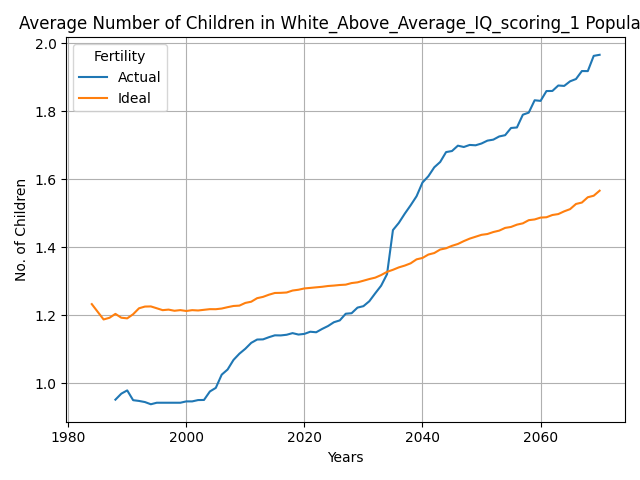 Average Number of Children in White_Above_Average_IQ_scoring_1 Popula
2.0
1.8
1.6
1.4
1.2
1.0
No. of Children
Fertility
Actual
Ideal
1980
2000
2020
2040
2060
Years